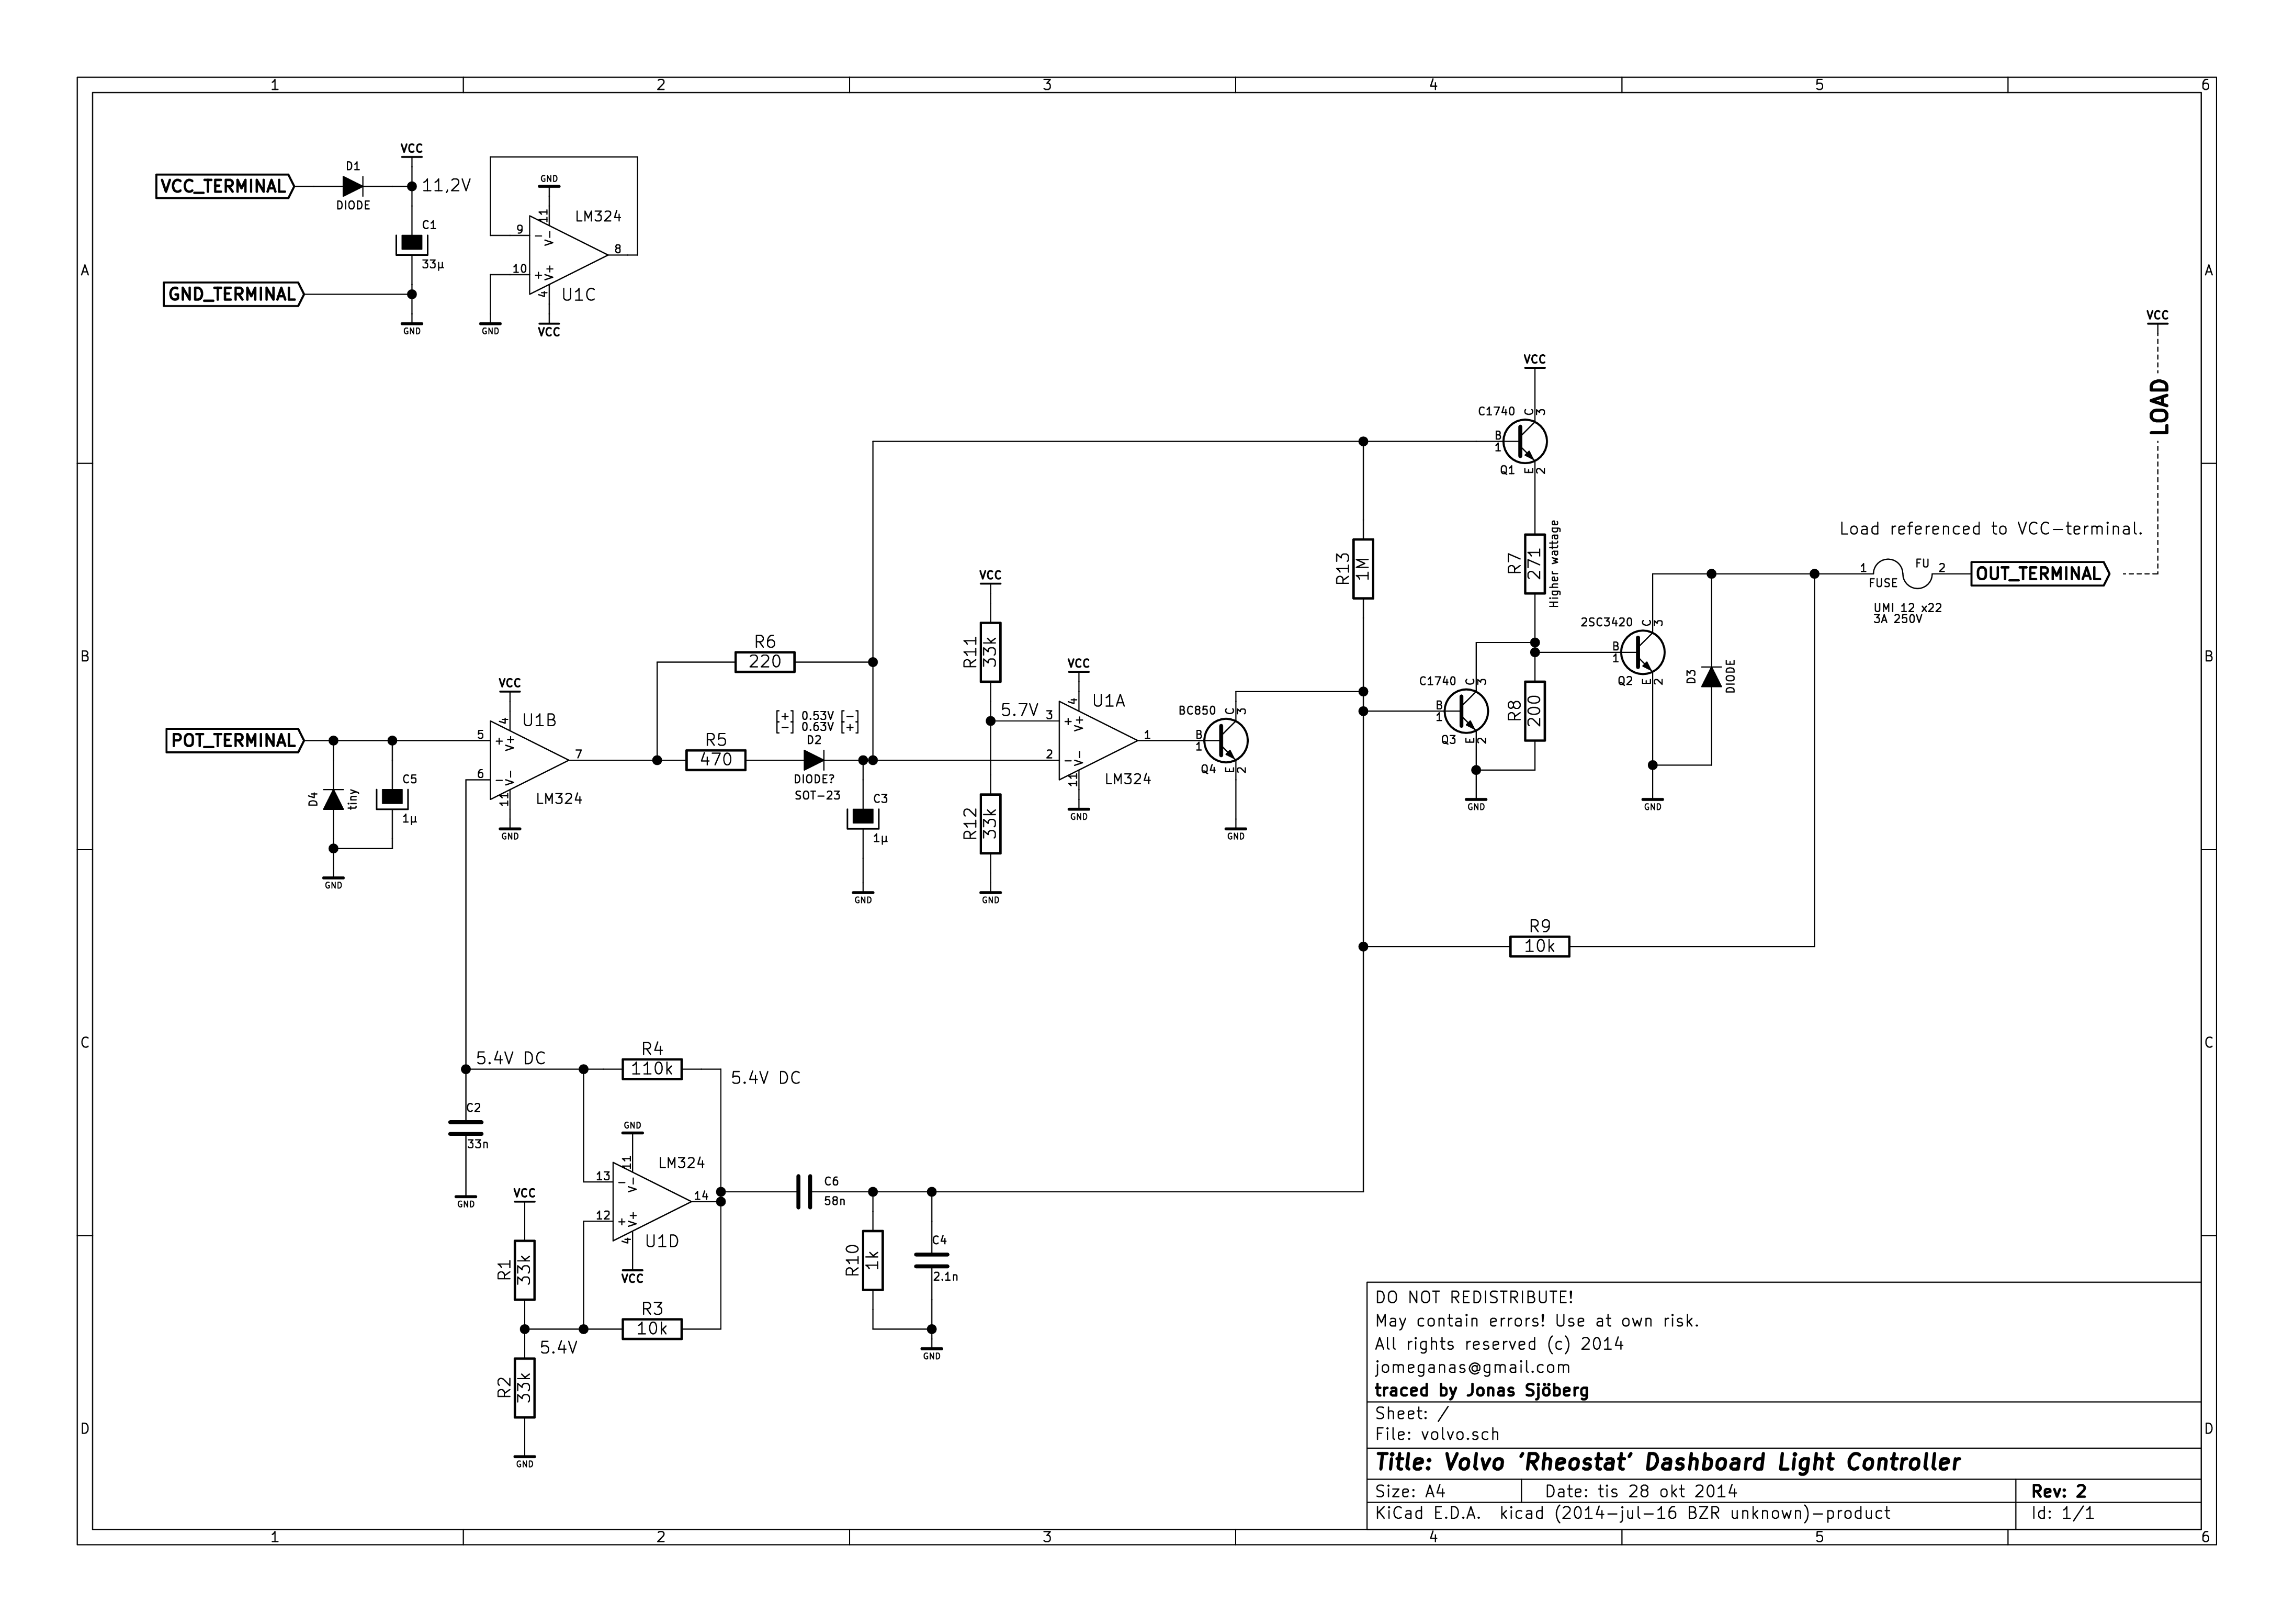 1 2 3 4 5 6
A
B
C
D
A
B
C
D
1 2 3 4 5 6
VCC_TERMINAL
D1
DIODE
VCC
11,2V
C1
33µ
GND_TERMINAL
GND
GND
11
LM324
9
8
10
− V−
+ V+
4
U1C
GND
VCC
VCC
C1740
C
3
B
1
Q1
E
2
VCC
LOAD
Load referenced to VCC-terminal.
R7
271
Higher wattage
R13
1M
1
FU
2
FUSE
OUT_TERMINAL
UMI 12 x22
3A 250V
2SC3420
C
3
B
1
Q2
E
2
D3
DIODE
GND
C1740
C
3
B
1
Q3
E
2
R8
200
GND
R9
10k
VCC
R11
33k
5.7V
R12
33k
GND
VCC
4
U1A
3
+ V+
2
− V−
1
11
LM324
GND
BC850
C
3
B
1
Q4
E
2
GND
R6
220
R5
470
[+] 0.53V [−]
[−] 0.63V [+]
D2
DIODE?
SOT−23
C3
1µ
GND
POT_TERMINAL
D4
tiny
C5
1µ
GND
VCC
4
U1B
5
+ V+
6
− V−
7
11
LM324
GND
5.4V DC
R4
110k
5.4V DC
C2
33n
GND
GND
11
LM324
13
− V−
14
12
+ V+
4
U1D
VCC
VCC
R1
33k
R3
10k
5.4V
R2
33k
GND
C6
58n
R10
1k
C4
2.1n
GND
DO NOT REDISTRIBUTE!
May contain errors! Use at own risk.
All rights reserved (c) 2014
jomeganas@gmail.com
traced by Jonas Sjöberg
Sheet: /
File: volvo.sch
Title: Volvo 'Rheostat' Dashboard Light Controller
Size: A4 Date: tis 28 okt 2014 Rev: 2
KiCad E.D.A. kicad (2014-jul-16 BZR unknown)-product Id: 1/1